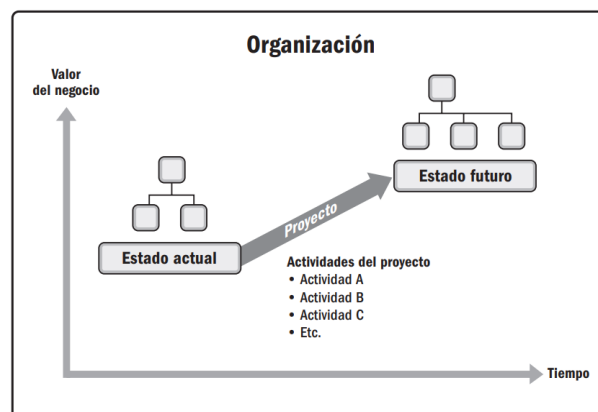 Organización
Valor
del negocio
Estado futuro
Proyecto
Estado actual
Actividades del proyecto
• Actividad A
• Actividad B
• Actividad C
• Etc.
Tiempo